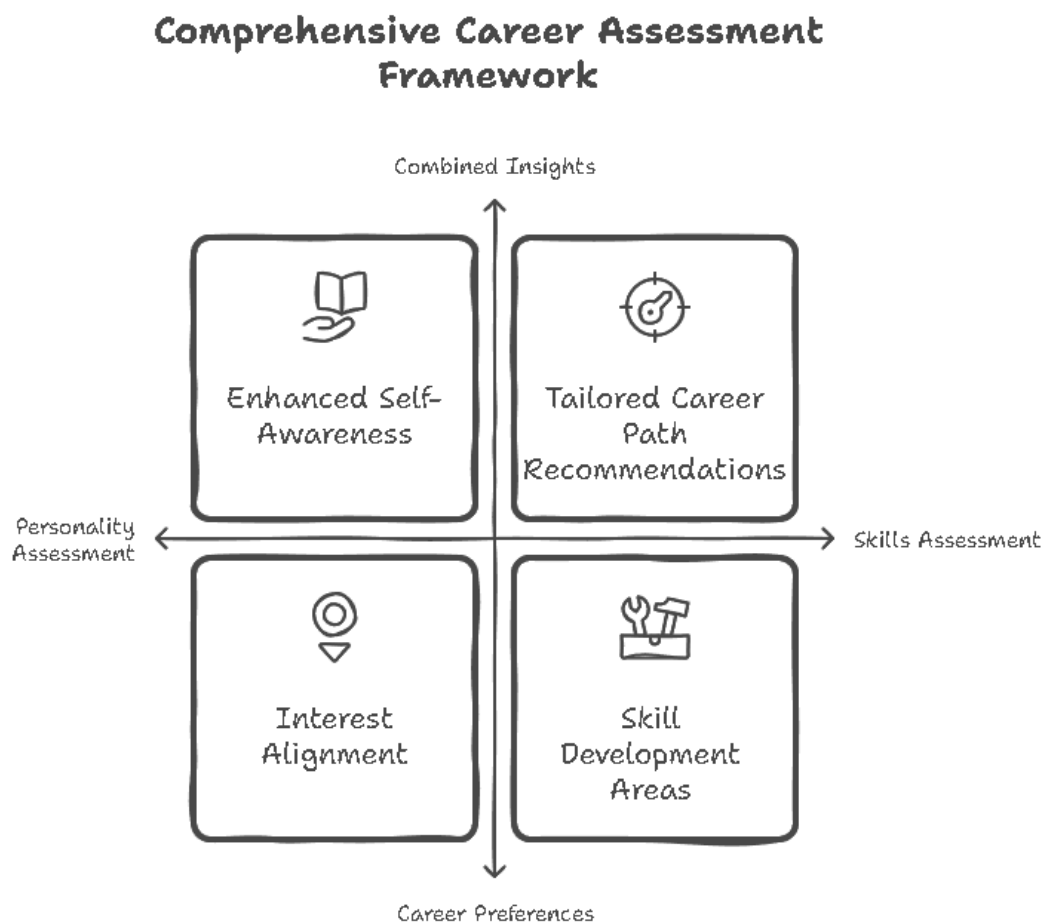 Comprehensive Career Assessment
Framework
Combined Insights
Enhanced Self-
Awareness
Tailored Career
Path
Recommendations
Personality
Assessment
Skills Assessment
Interest
Alignment
Skill
Development
Areas
Career Preferences